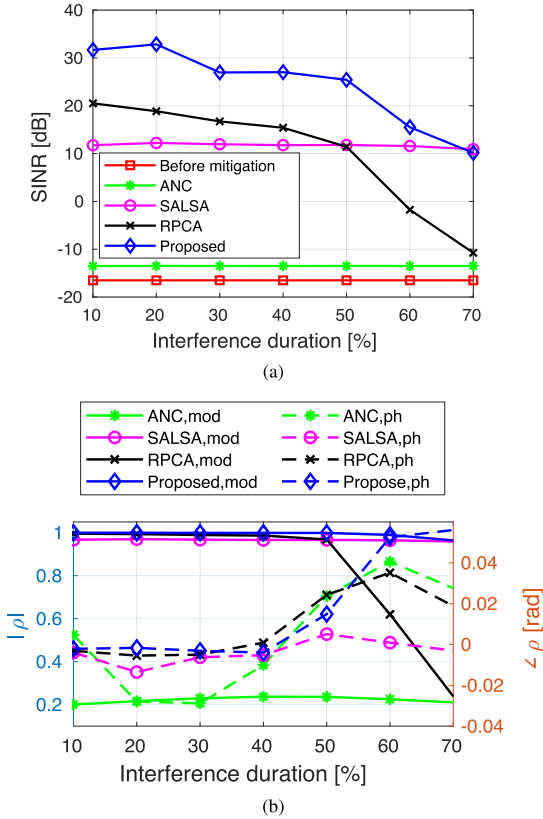 40
30
20
10
0
-10
-20
SINR [dB]
Before mitigation
ANC
SALSA
RPCA
Proposed
10 20 30 40 50 60 70
Interference duration [%]
(a)
ANC,mod ANC,ph
SALSA,mod SALSA,ph
RPCA,mod RPCA,ph
Proposed,mod Propose,ph
1
0.8
0.6
0.4
0.2
|ρ|
0.04
0.02
0
-0.02
-0.04
∠ ρ [rad]
10 20 30 40 50 60 70
Interference duration [%]
(b)